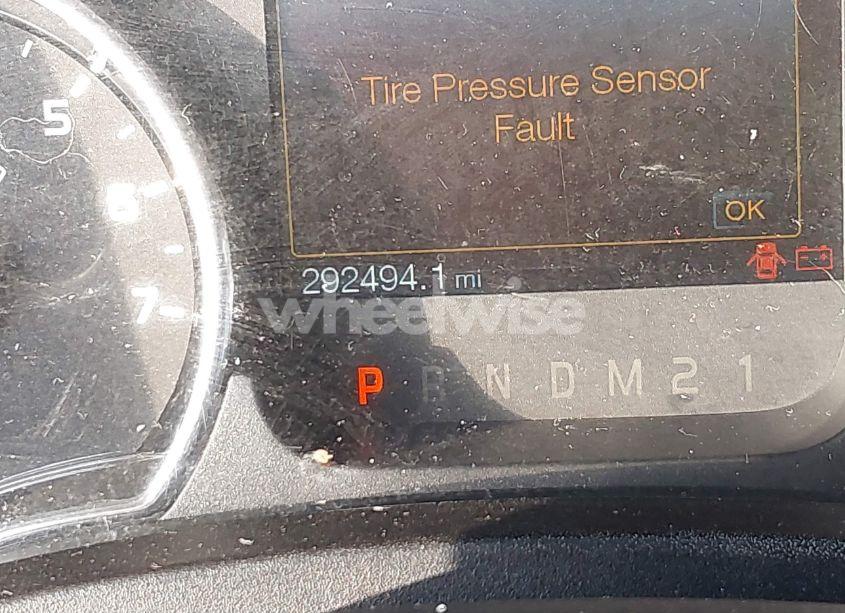 5
Tire Pressure Sensor
Fault
6
OK
7
292494.1 mi
wheelwise
P R N D M 2 1